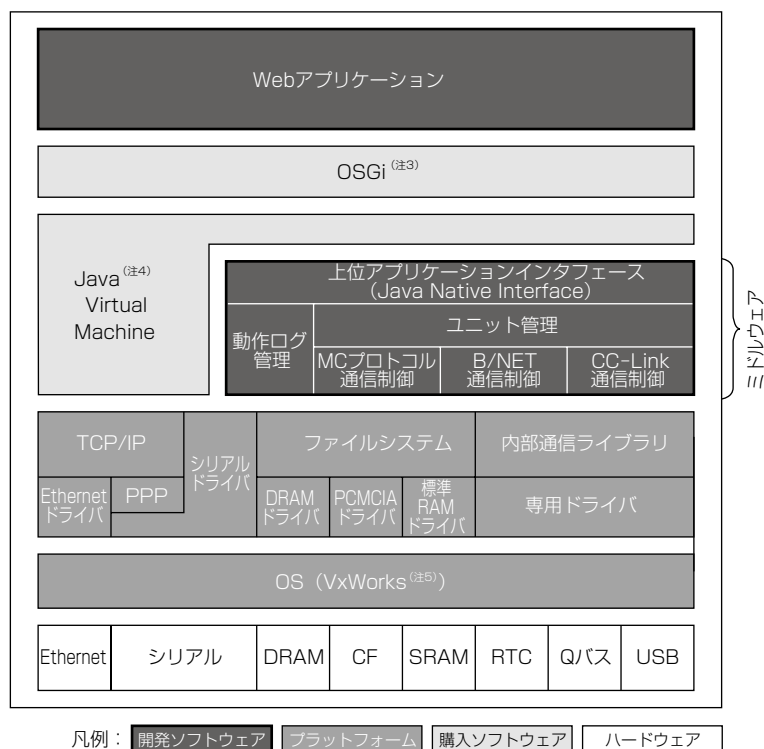 Webアプリケーション
OSGi(注3)
Java(注4)
Virtual
Machine
上位アプリケーションインタフェース
(Java Native Interface)
動作ログ
管理
ユニット管理
MCプロトコル
通信制御
B/NET
通信制御
CC-Link
通信制御
ミドルウェア
TCP/IP
シリアル
ドライバ
ファイルシステム
内部通信ライブラリ
Ethernet
ドライバ
PPP
DRAM
ドライバ
PCMCIA
ドライバ
標準
RAM
ドライバ
専用ドライバ
OS(VxWorks(注5))
Ethernet
シリアル
DRAM
CF
SRAM
RTC
Qバス
USB
凡例:
開発ソフトウェア
プラットフォーム
購入ソフトウェア
ハードウェア